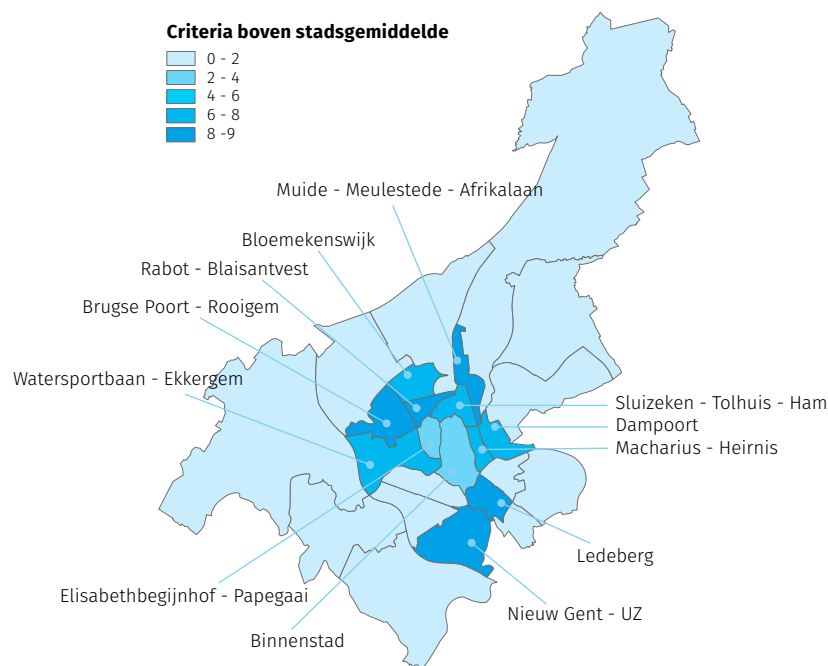 Criteria boven stadsgemiddelde
0 - 2
2 - 4
4 - 6
6 - 8
8 -9
Muide - Meulestede - Afrikalaan
Bloemekenswijk
Rabot - Blaisantvest
Brugse Poort - Rooigem
Watersportbaan - Ekkergem
Sluizeken - Tolhuis - Ham
Dampoort
Macharius - Heirnis
Ledeberg
Elisabethbegijnhof - Papegaai
Nieuw Gent - UZ
Binnenstad